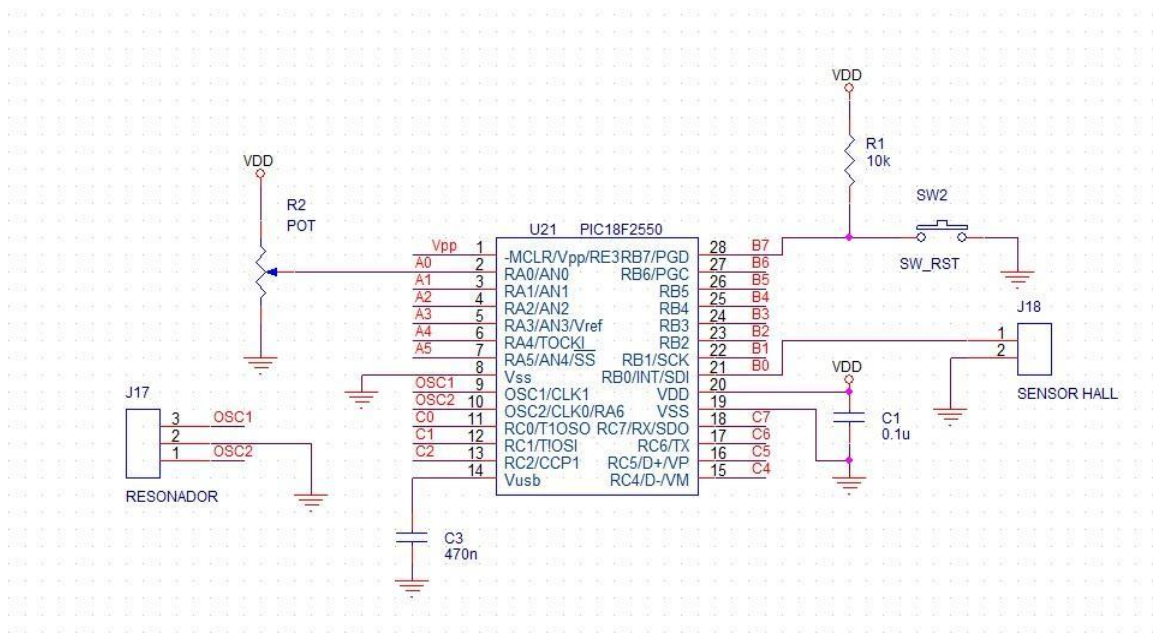 VDD
R1
10k
VDD
R2
POT
SW2
SW_RST
U21 PIC18F2550
Vpp 1 -MCLR/Vpp/RE3 RB7/PGD 28 B7
A0 2 RA0/AN0 RB6/PGC 27 B6
A1 3 RA1/AN1 RB5 26 B5
A2 4 RA2/AN2 RB4 25 B4
A3 5 RA3/AN3/Vref RB3 24 B3
A4 6 RA4/TOCKI RB2 23 B2
A5 7 RA5/AN4/SS RB1/SCK 22 B1
8 Vss RB0/INT/SDI 21 B0
OSC1 9 OSC1/CLK1 VDD 20
OSC2 10 OSC2/CLK0/RA6 VSS 19
C0 11 RC0/T1OSO RC7/RX/SDO 18 C7
C1 12 RC1/T!OSI RC6/TX 17 C6
C2 13 RC2/CCP1 RC5/D+/VP 16 C5
14 Vusb RC4/D-/VM 15 C4
J18
1
2
SENSOR HALL
VDD
C1
0.1u
J17
3 OSC1
2
1 OSC2
RESONADOR
C3
470n